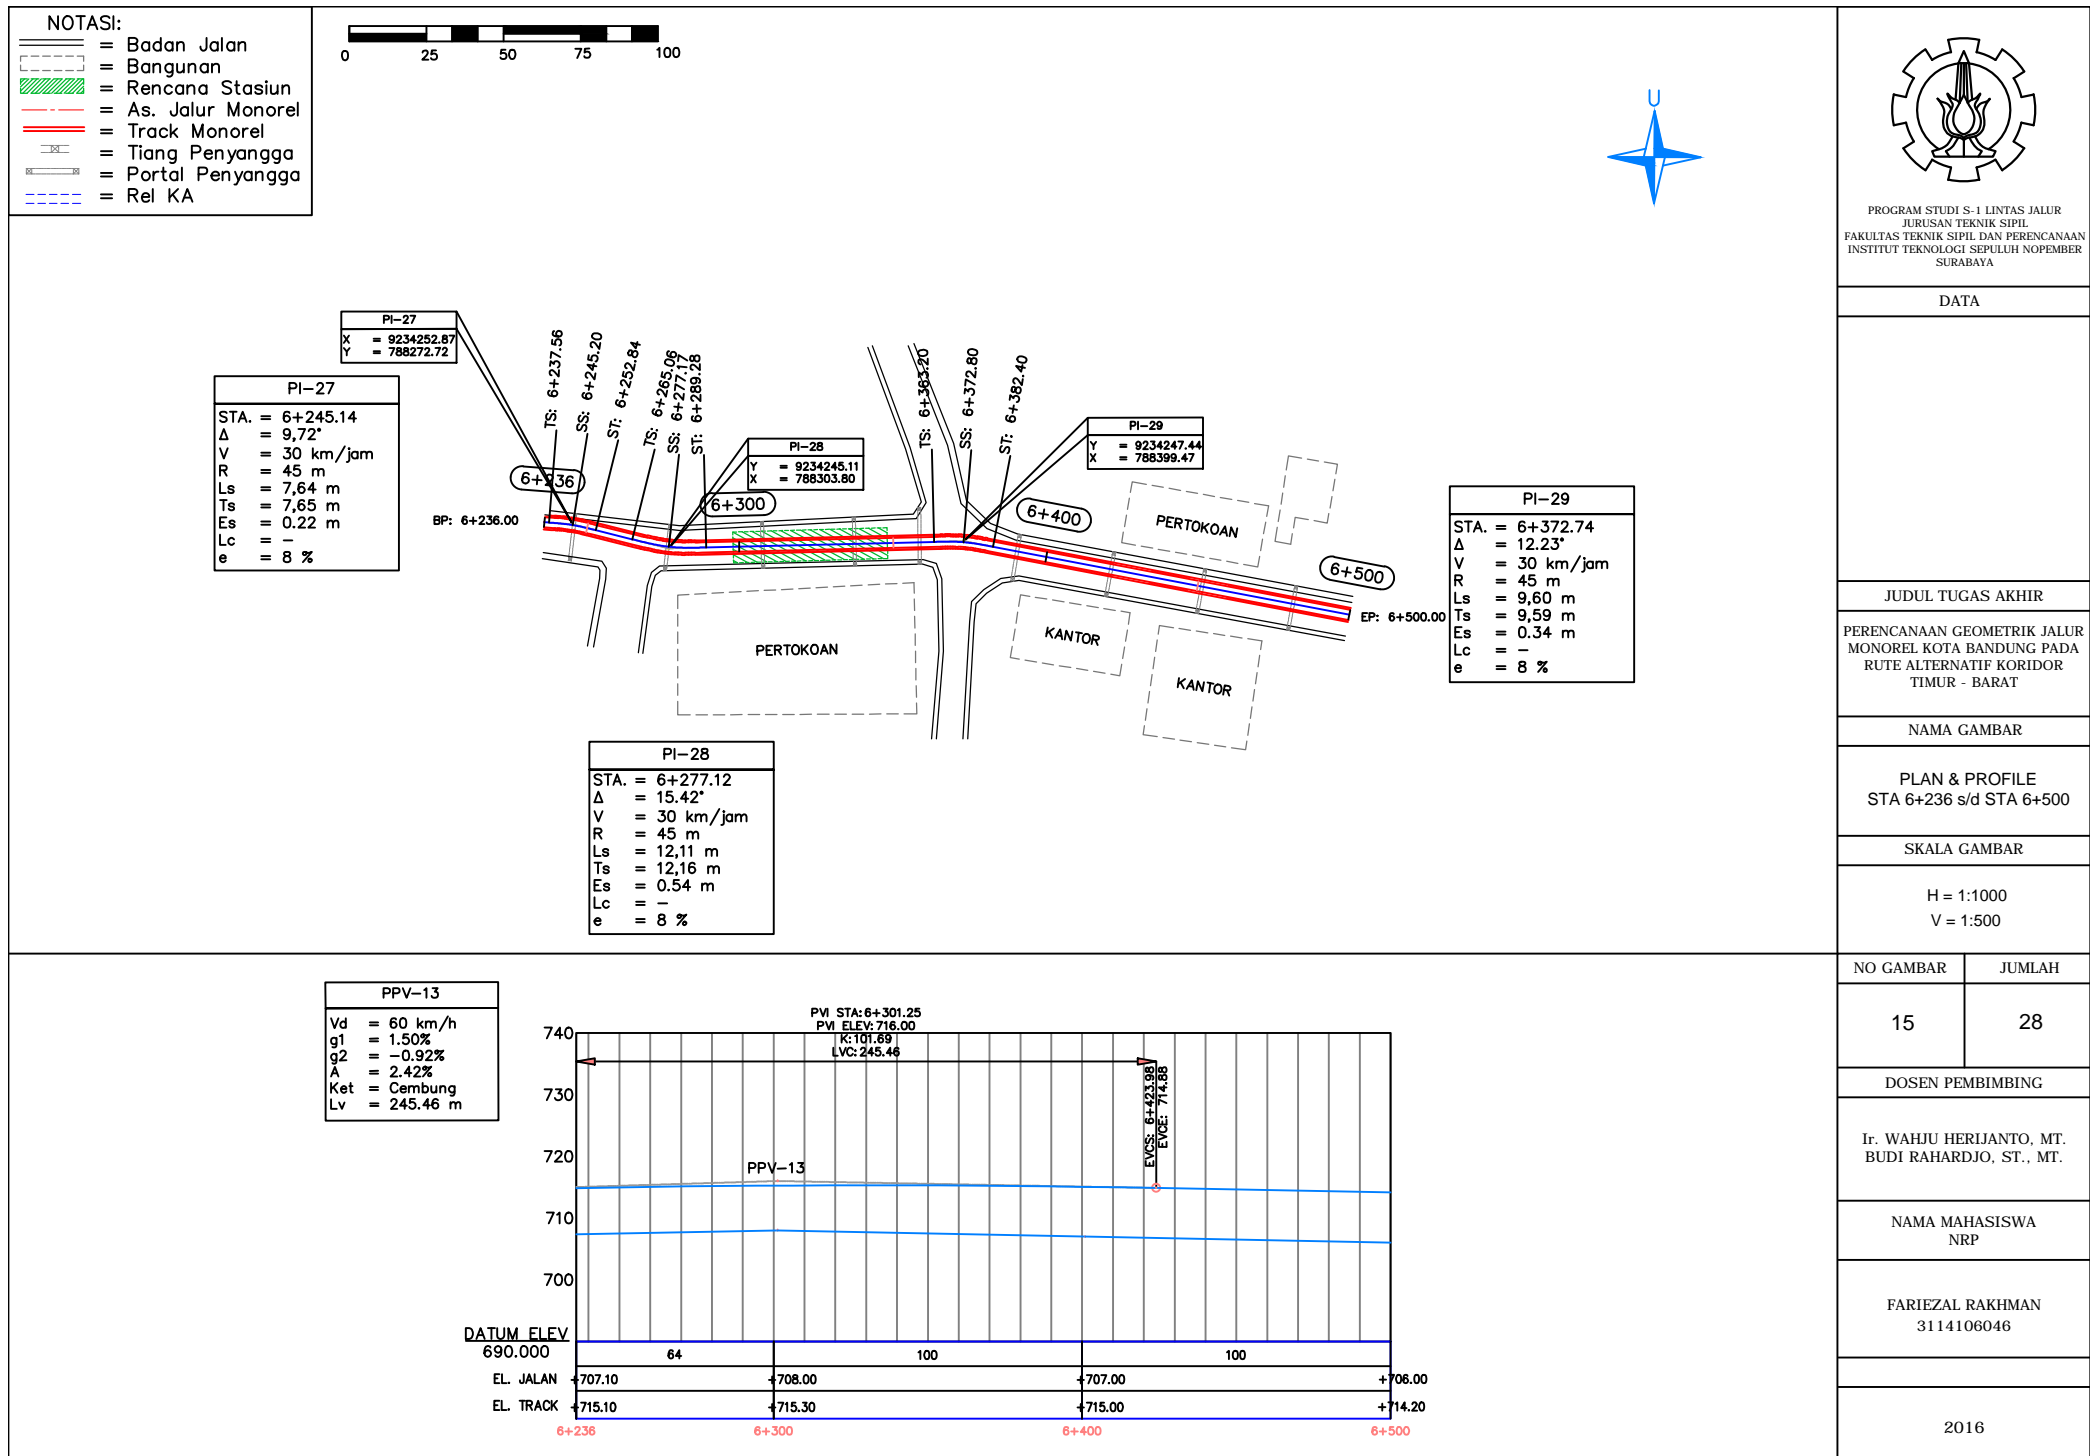 NOTASI:
= Badan Jalan
= Bangunan
= Rencana Stasiun
= As. Jalur Monorel
= Track Monorel
= Tiang Penyangga
= Portal Penyangga
= Rel KA
0 25 50 75 100
U
PI-27
X = 9234252.87
Y = 788272.72
PI-27
STA. = 6+245.14
Δ = 9,72°
V = 30 km/jam
R = 45 m
Ls = 7,64 m
Ts = 7,65 m
Es = 0.22 m
Lc = -
e = 8 %
TS: 6+237.56
SS: 6+245.20
ST: 6+252.84
TS: 6+265.06
SS: 6+277.17
ST: 6+289.28
TS: 6+363.20
SS: 6+372.80
ST: 6+382.40
PI-28
Y = 9234245.11
X = 788303.80
PI-29
Y = 9234247.44
X = 788399.47
6+236
6+300
6+400
6+500
BP: 6+236.00
EP: 6+500.00
PERTOKOAN
PERTOKOAN
KANTOR
KANTOR
PI-29
STA. = 6+372.74
Δ = 12.23°
V = 30 km/jam
R = 45 m
Ls = 9,60 m
Ts = 9,59 m
Es = 0.34 m
Lc = -
e = 8 %
PI-28
STA. = 6+277.12
Δ = 15.42°
V = 30 km/jam
R = 45 m
Ls = 12,11 m
Ts = 12,16 m
Es = 0.54 m
Lc = -
e = 8 %
PPV-13
Vd = 60 km/h
g1 = 1.50%
g2 = -0.92%
A = 2.42%
Ket = Cembung
Lv = 245.46 m
PVI STA: 6+301.25
PVI ELEV: 716.00
K: 101.69
LVC: 245.46
EVCS: 6+423.98
EVCE: 714.88
740
730
720
710
700
PPV-13
DATUM ELEV
690.000
64 100 100
EL. JALAN +707.10 +708.00 +707.00 +706.00
EL. TRACK +715.10 +715.30 +715.00 +714.20
6+236 6+300 6+400 6+500
PROGRAM STUDI S-1 LINTAS JALUR
JURUSAN TEKNIK SIPIL
FAKULTAS TEKNIK SIPIL DAN PERENCANAAN
INSTITUT TEKNOLOGI SEPULUH NOPEMBER
SURABAYA
DATA
JUDUL TUGAS AKHIR
PERENCANAAN GEOMETRIK JALUR
MONOREL KOTA BANDUNG PADA
RUTE ALTERNATIF KORIDOR
TIMUR - BARAT
NAMA GAMBAR
PLAN & PROFILE
STA 6+236 s/d STA 6+500
SKALA GAMBAR
H = 1:1000
V = 1:500
NO GAMBAR JUMLAH
15 28
DOSEN PEMBIMBING
Ir. WAHJU HERIJANTO, MT.
BUDI RAHARDJO, ST., MT.
NAMA MAHASISWA
NRP
FARIEZAL RAKHMAN
3114106046
2016